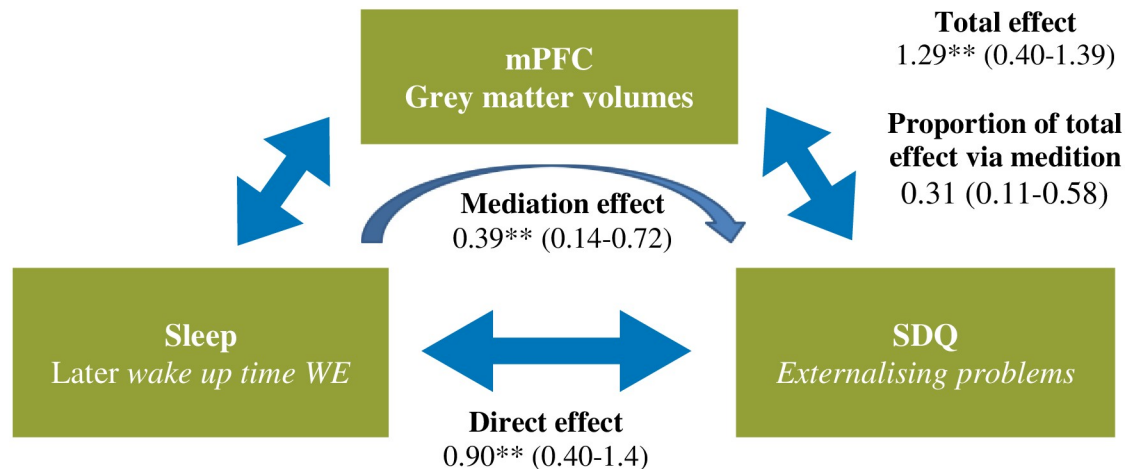 mPFC
Grey matter volumes
Total effect
1.29** (0.40-1.39)
Proportion of total
effect via medition
0.31 (0.11-0.58)
Mediation effect
0.39** (0.14-0.72)
Sleep
Later wake up time WE
SDQ
Externalising problems
Direct effect
0.90** (0.40-1.4)